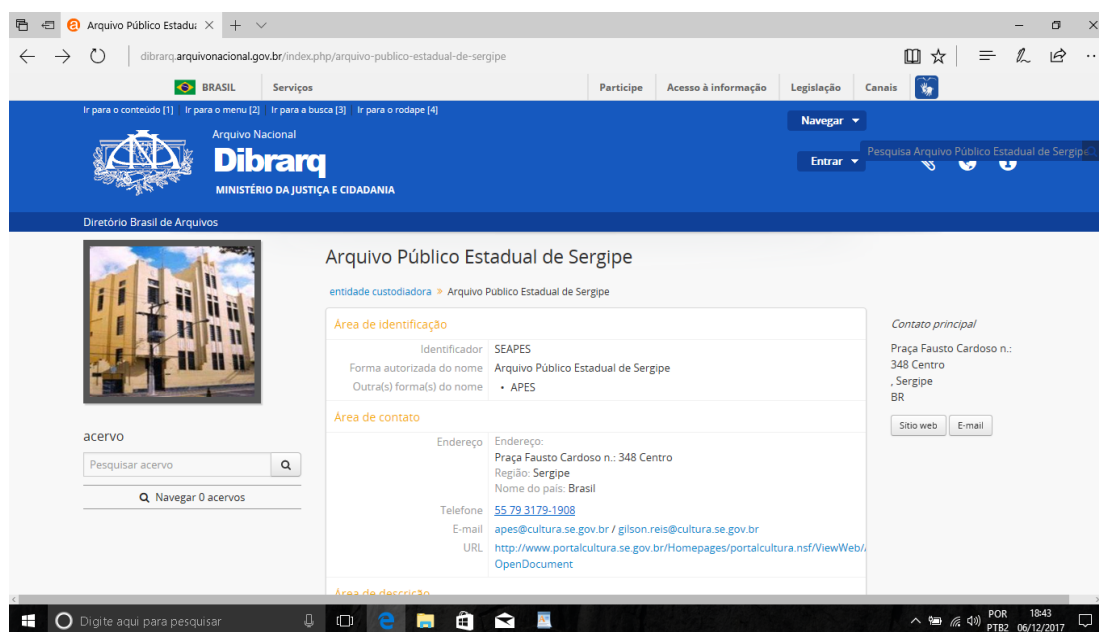 Arquivo Público Estadua
dibrarq.arquivonacional.gov.br/index.php/arquivo-publico-estadual-de-sergipe
BRASIL Serviços Participe Acesso à informação Legislação Canais
Ir para o conteúdo [1] Ir para o menu [2] Ir para a busca [3] Ir para o rodape [4]
Navegar
Arquivo Nacional
Dibrarq
MINISTÉRIO DA JUSTIÇA E CIDADANIA
AN
Entrar
Pesquisa Arquivo Público Estadual de Sergipe
Diretório Brasil de Arquivos
Arquivo Público Estadual de Sergipe
entidade custodiadora » Arquivo Público Estadual de Sergipe
Área de identificação
Identificador SEAPES
Forma autorizada do nome Arquivo Público Estadual de Sergipe
Outra(s) forma(s) do nome • APES
Área de contato
Endereço Endereço:
Praça Fausto Cardoso n.: 348 Centro
Região: Sergipe
Nome do país: Brasil
Telefone 55 79 3179-1908
E-mail apes@cultura.se.gov.br / gilson.reis@cultura.se.gov.br
URL http://www.portalcultura.se.gov.br/Homepages/portalcultura.nsf/ViewWeb/
OpenDocument
Área de descrição
acervo
Pesquisar acervo
Navegar 0 acervos
Contato principal
Praça Fausto Cardoso n.:
348 Centro
, Sergipe
BR
Sítio web E-mail
Digite aqui para pesquisar
POR 18:43
PTB2 06/12/2017